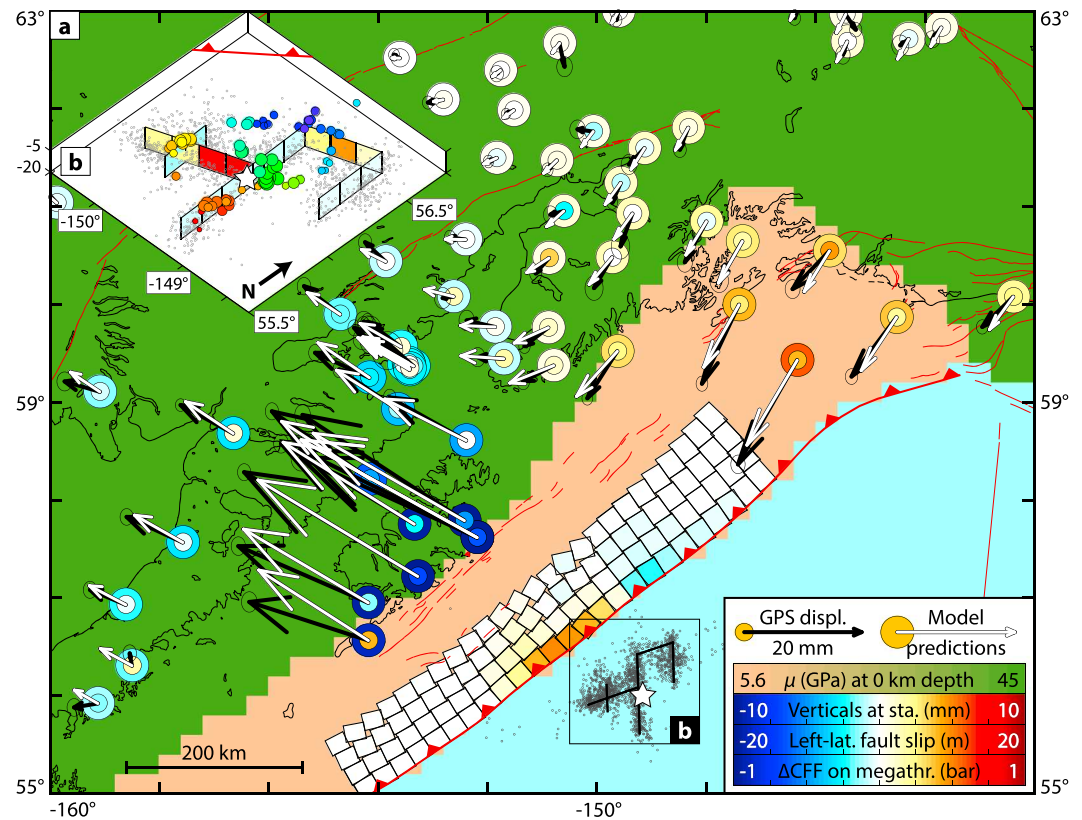 63°
63°
a
-5
-20
b
-150°
56.5°
-149°
N
55.5°
59°
59°
GPS displ.
Model
20 mm
predictions
5.6 μ (GPa) at 0 km depth 45
-10 Verticals at sta. (mm) 10
-20 Left-lat. fault slip (m) 20
-1 ΔCFF on megathr. (bar) 1
b
200 km
55°
55°
-160°
-150°